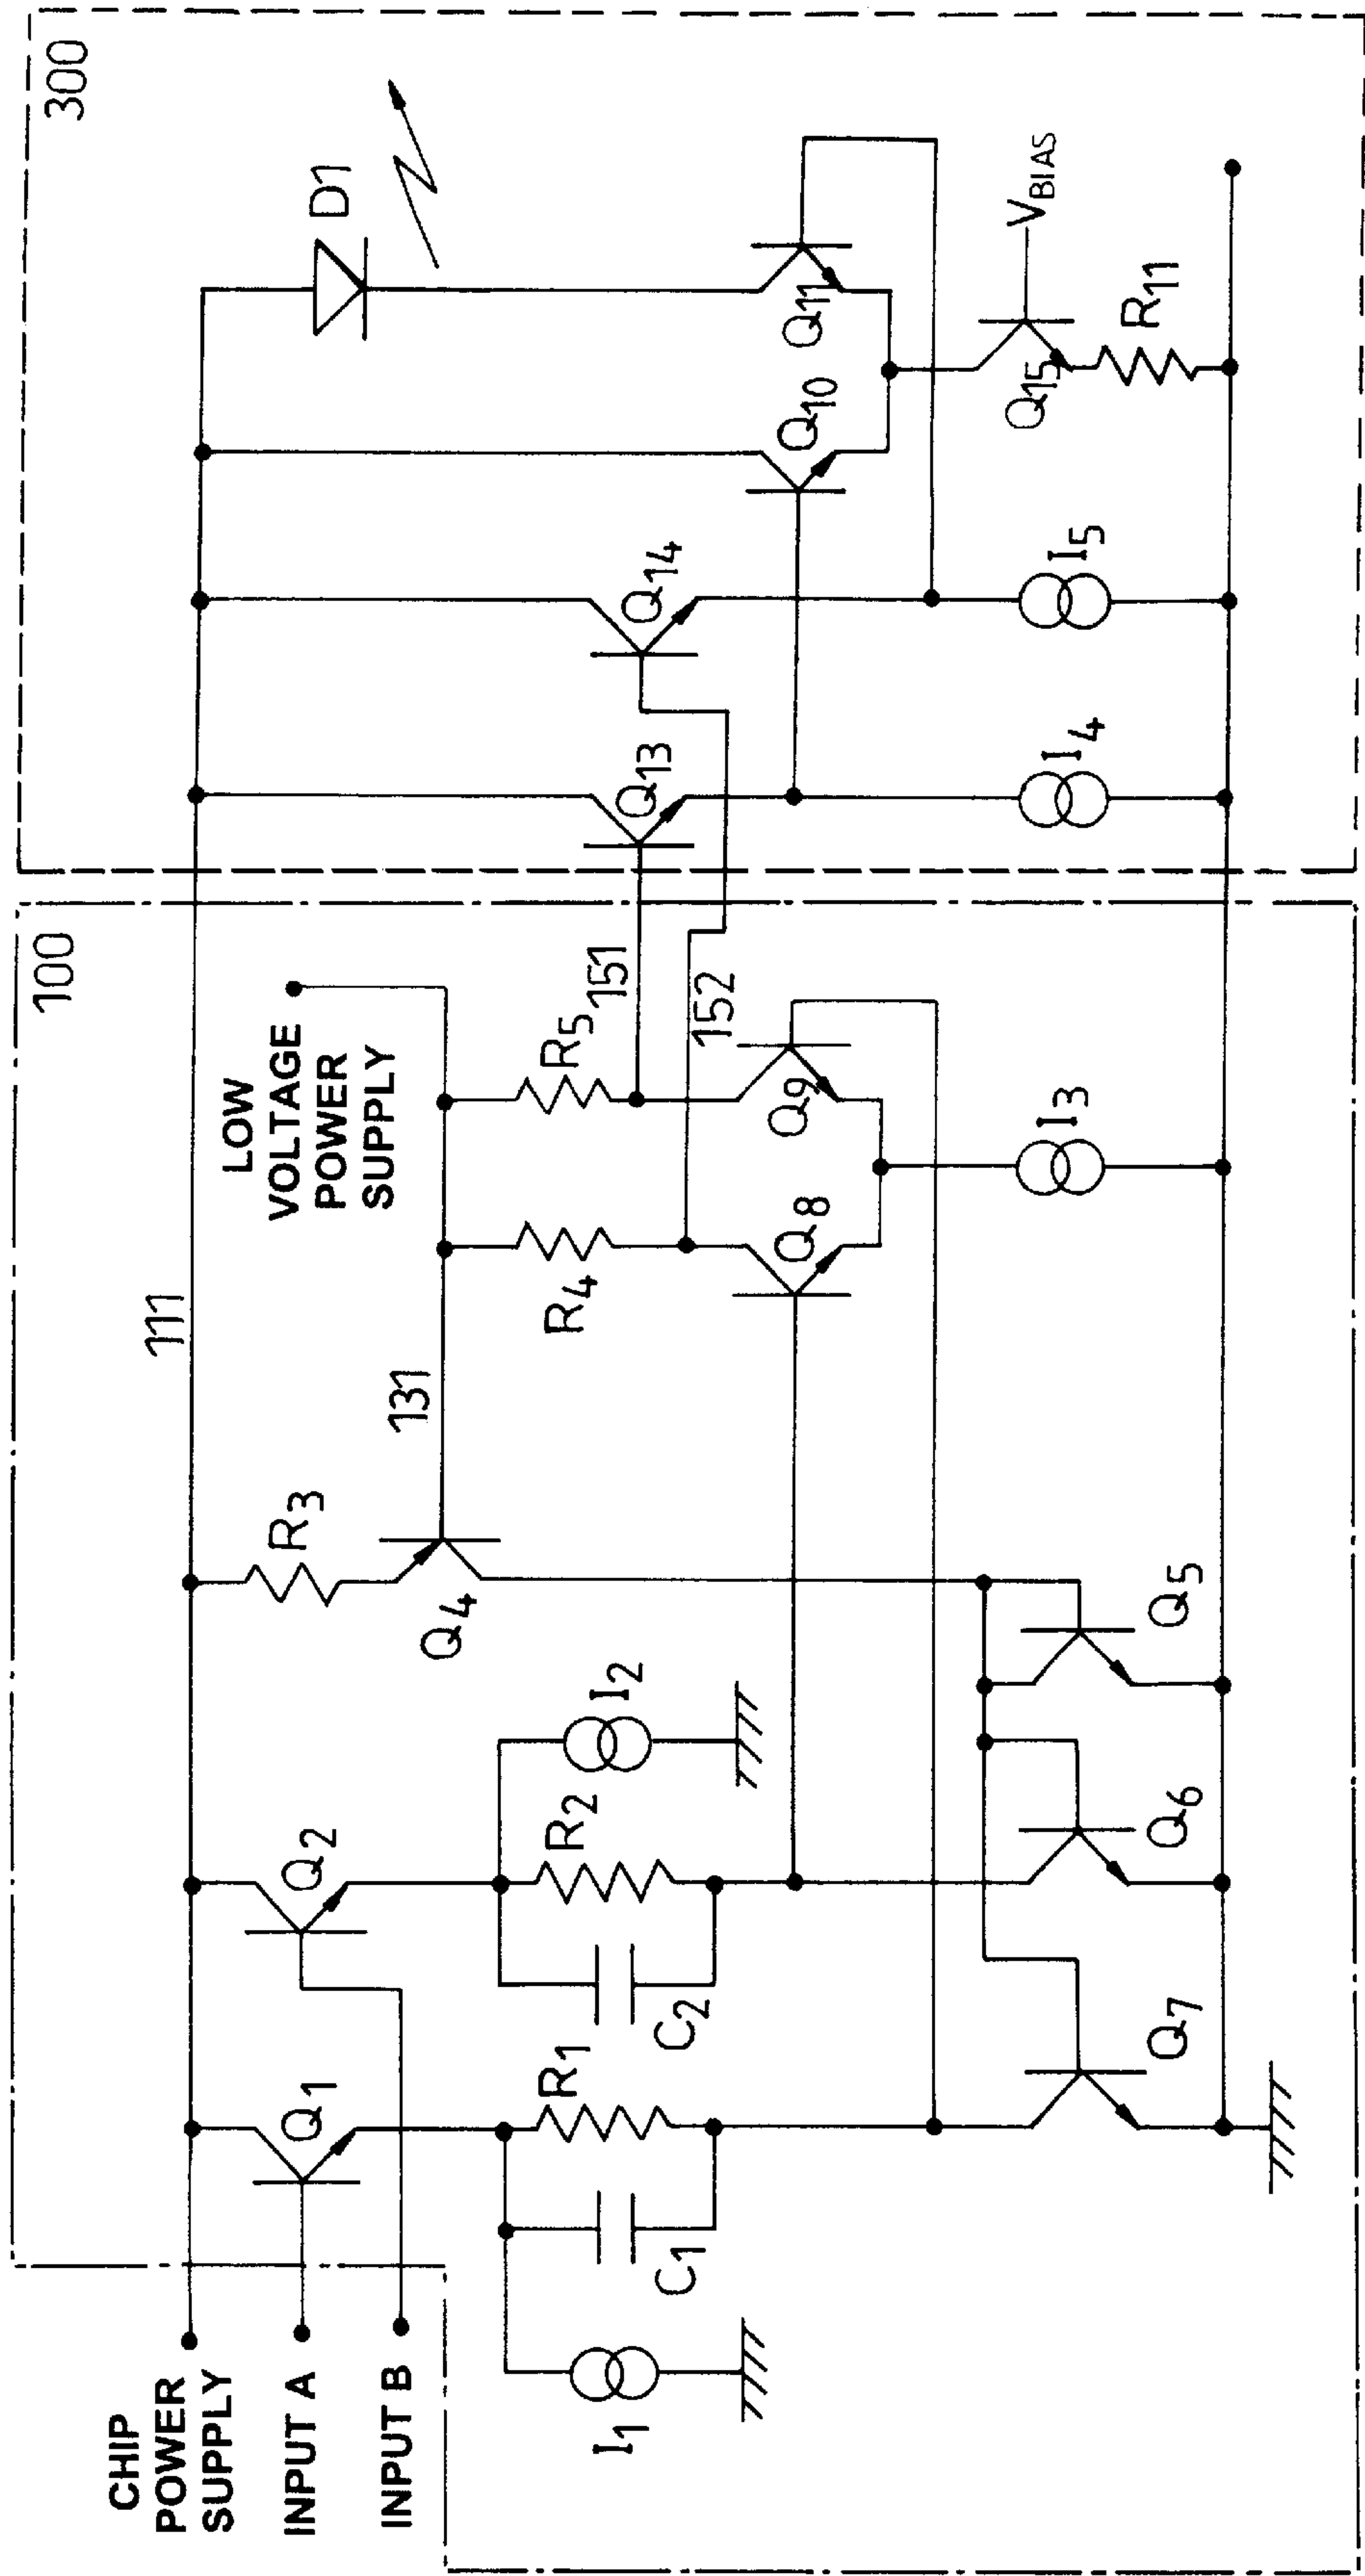 CHIP
POWER
SUPPLY
INPUT A
INPUT B
100
300
111
Q1
Q2
R3
131
LOW
VOLTAGE
POWER
SUPPLY
D1
Q4
R4
R5
151
152
Q13
Q14
Q10
Q11
I1
C1
R1
C2
R2
I2
Q8
Q9
Q15
VBIAS
R11
Q7
Q6
Q5
I3
I4
I5